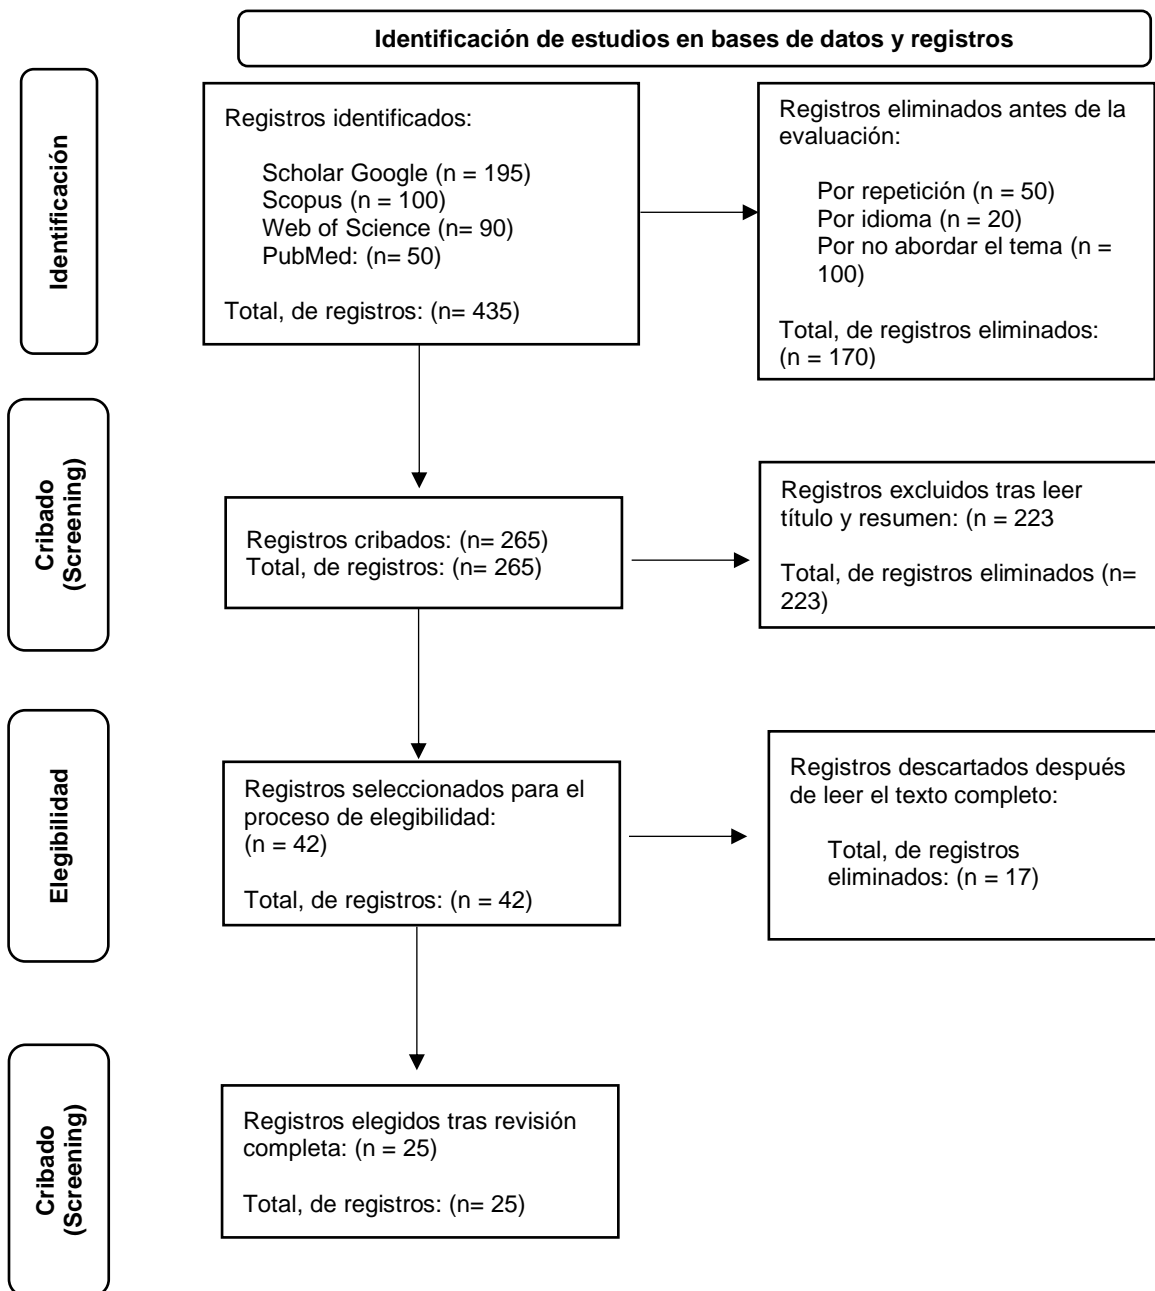 Identificación de estudios en bases de datos y registros
Identificación
Registros identificados:
Scholar Google (n = 195)
Scopus (n = 100)
Web of Science (n= 90)
PubMed: (n= 50)
Total, de registros: (n= 435)
Registros eliminados antes de la
evaluación:
Por repetición (n = 50)
Por idioma (n = 20)
Por no abordar el tema (n =
100)
Total, de registros eliminados:
(n = 170)
Cribado
(Screening)
Registros cribados: (n= 265)
Total, de registros: (n= 265)
Registros excluidos tras leer
título y resumen: (n = 223
Total, de registros eliminados (n=
223)
Elegibilidad
Registros seleccionados para el
proceso de elegibilidad:
(n = 42)
Total, de registros: (n = 42)
Registros descartados después
de leer el texto completo:
Total, de registros
eliminados: (n = 17)
Cribado
(Screening)
Registros elegidos tras revisión
completa: (n = 25)
Total, de registros: (n= 25)